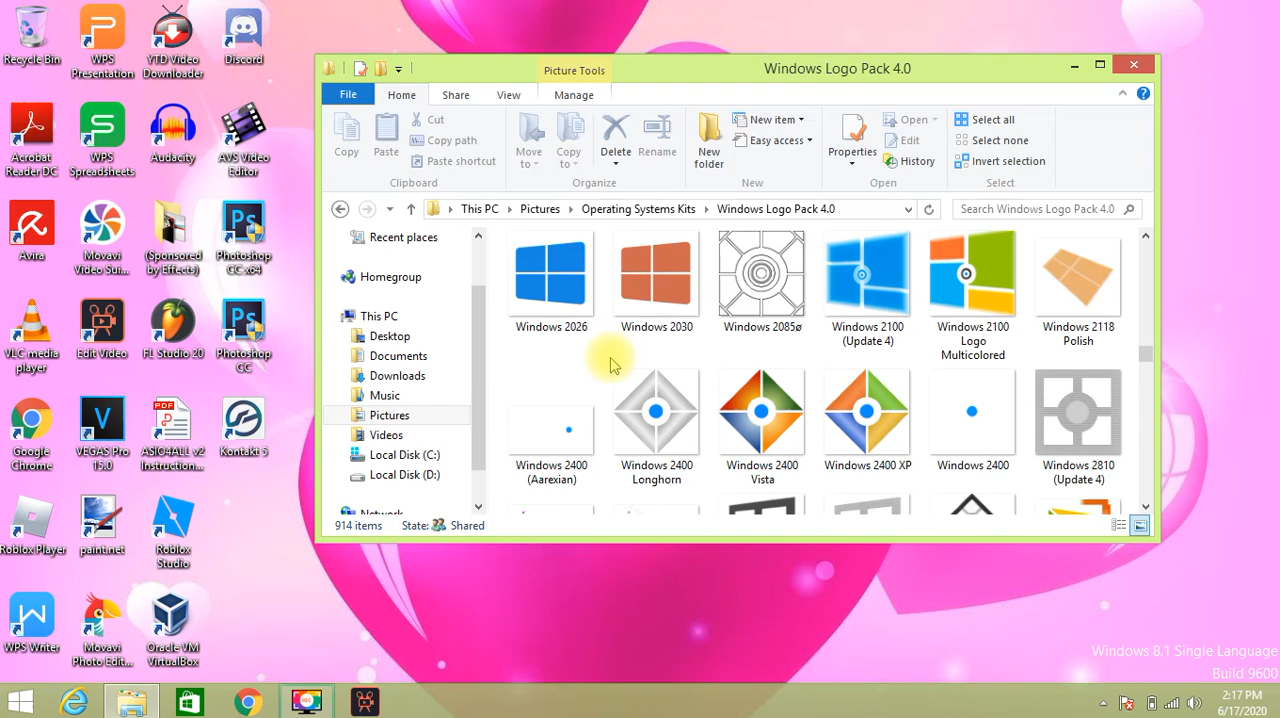 Recycle Bin
WPS Presentation
YTD Video Downloader
Discord
Acrobat Reader DC
WPS Spreadsheets
Audacity
AVS Video Editor
Avira
Movavi Video Sui...
(Sponsored by Effects)
Photoshop CC x64
VLC media player
Edit Video
FL Studio 20
Photoshop CC
Google Chrome
VEGAS Pro 15.0
ASIO4ALL v2 Instruction...
Kontakt 5
Roblox Player
paint.net
Roblox Studio
WPS Writer
Movavi Photo Edit...
Oracle VM VirtualBox
Picture Tools
Windows Logo Pack 4.0
File Home Share View Manage
Copy
Paste
Cut
Copy path
Paste shortcut
Clipboard
Move to
Copy to
Delete
Rename
Organize
New folder
New item
Easy access
New
Properties
Open
Edit
History
Open
Select all
Select none
Invert selection
Select
This PC Pictures Operating Systems Kits Windows Logo Pack 4.0
Search Windows Logo Pack 4.0
Recent places
Homegroup
This PC
Desktop
Documents
Downloads
Music
Pictures
Videos
Local Disk (C:)
Local Disk (D:)
Network
Windows 2026
Windows 2030
Windows 2085ø
Windows 2100 (Update 4)
Windows 2100 Logo Multicolored
Windows 2118 Polish
Windows 2400 (Aarexian)
Windows 2400 Longhorn
Windows 2400 Vista
Windows 2400 XP
Windows 2400
Windows 2810 (Update 4)
914 items State: Shared
Windows 8.1 Single Language
Build 9600
2:17 PM
6/17/2020